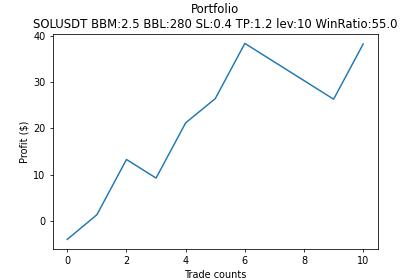 Portfolio
SOLUSDT BBM:2.5 BBL:280 SL:0.4 TP:1.2 lev:10 WinRatio:55.0
40
30
20
10
0
Profit ($)
0 2 4 6 8 10
Trade counts